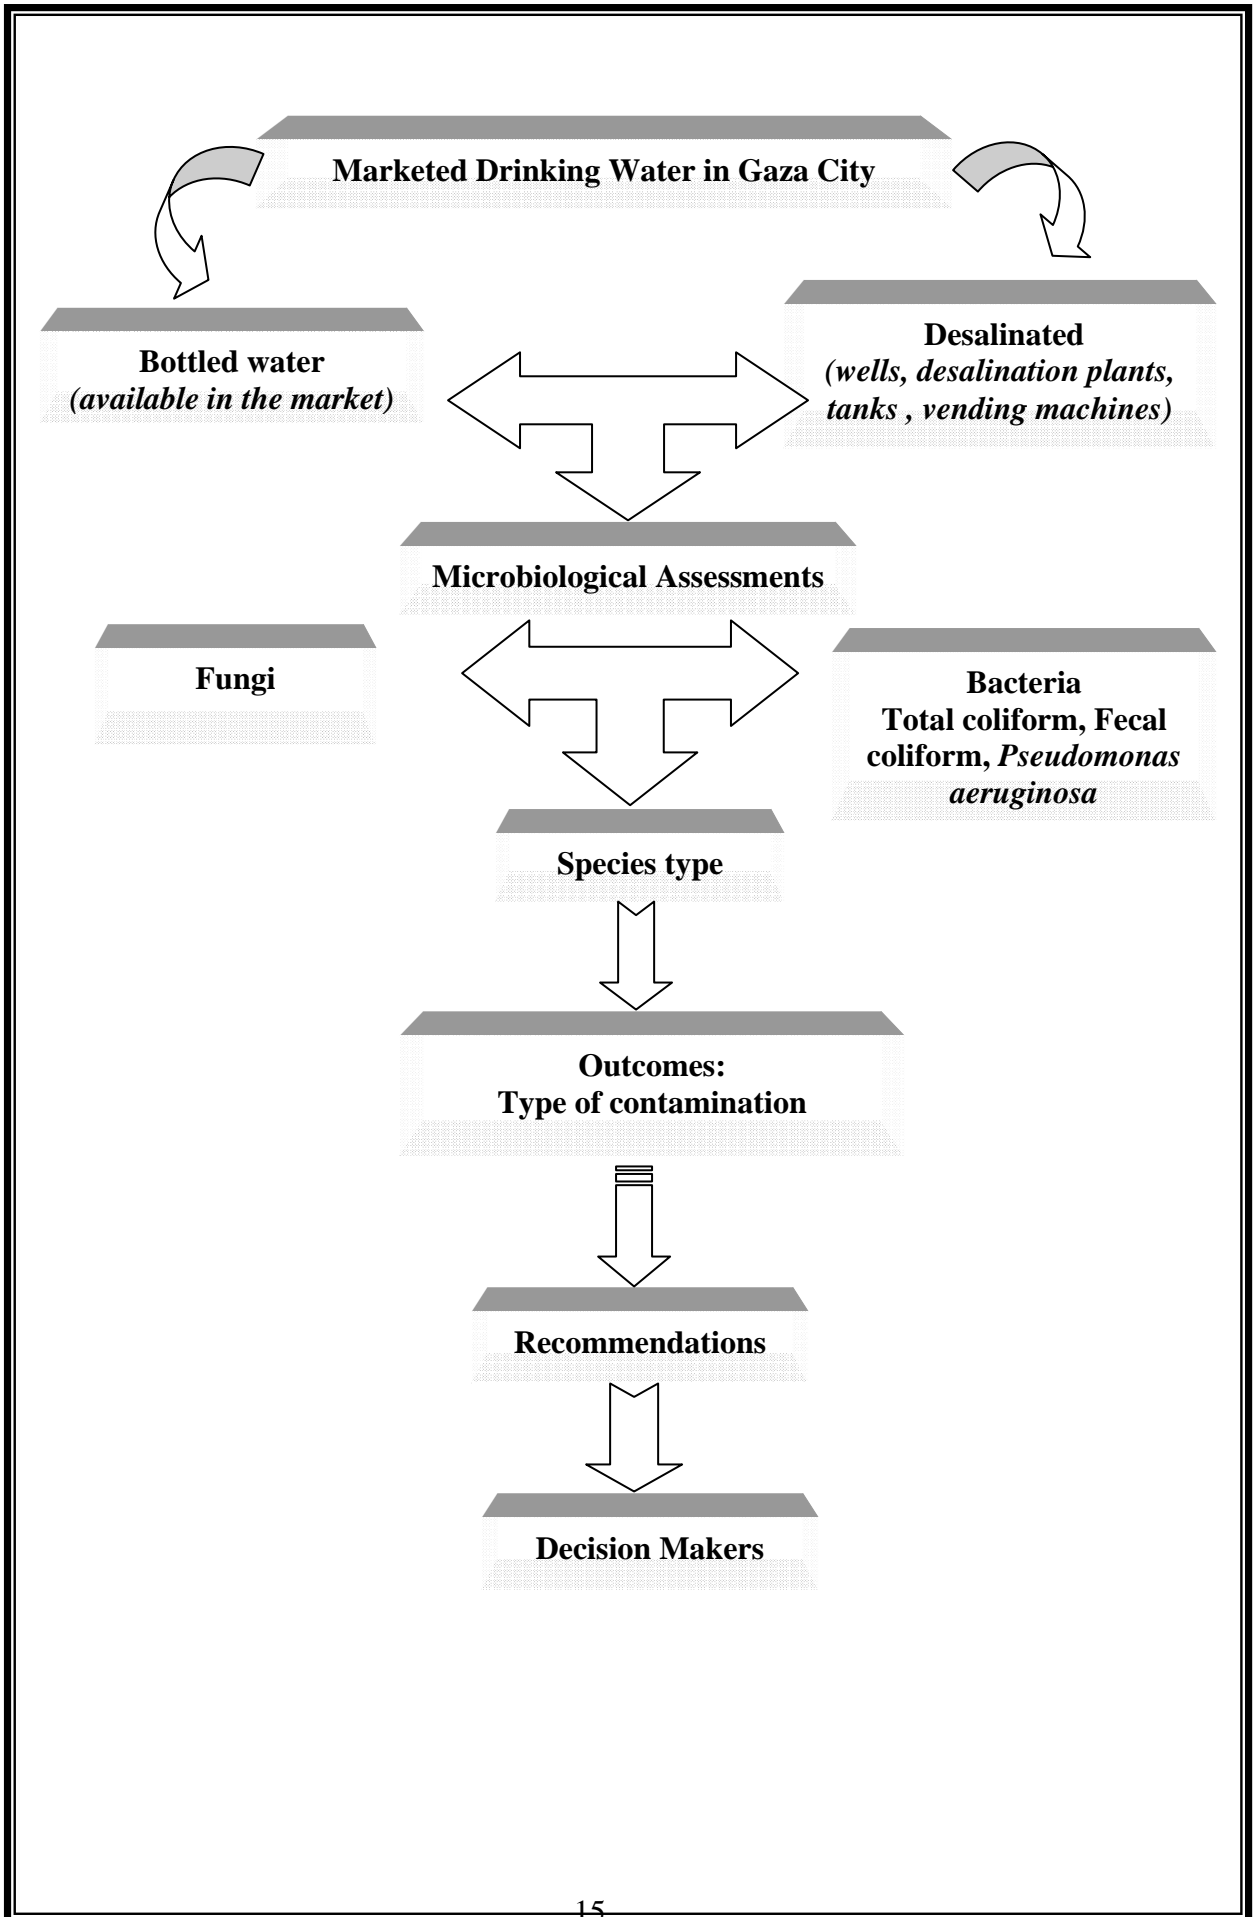 Marketed Drinking Water in Gaza City
Bottled water
(available in the market)
Desalinated
(wells, desalination plants,
tanks , vending machines)
Microbiological Assessments
Fungi
Bacteria
Total coliform, Fecal
coliform, Pseudomonas
aeruginosa
Species type
Outcomes:
Type of contamination
Recommendations
Decision Makers
15